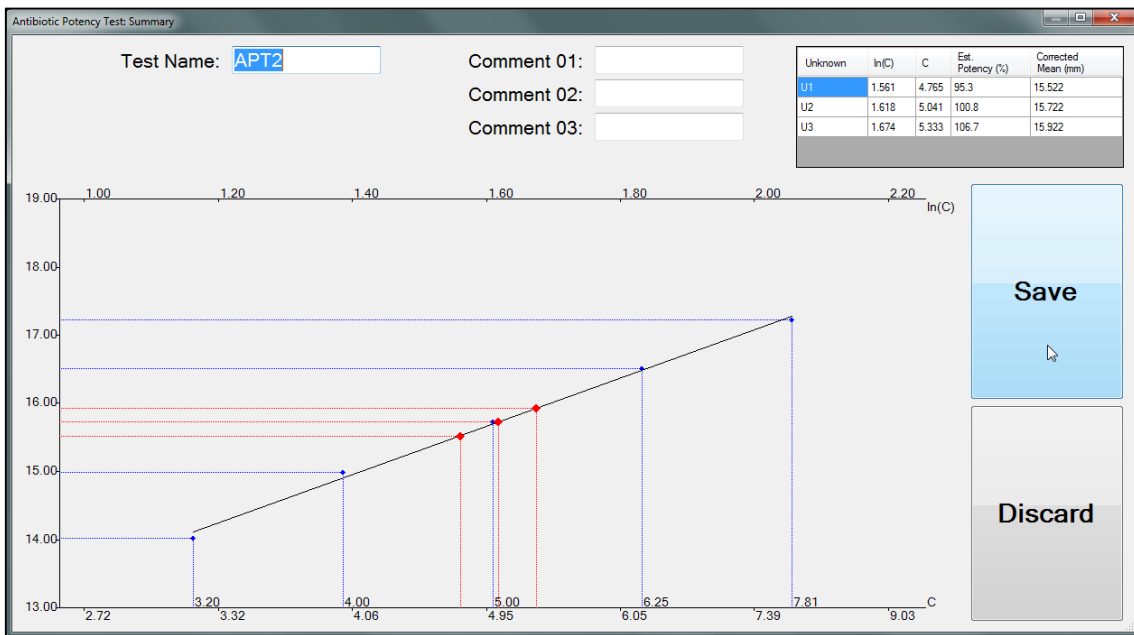 Antibiotic Potency Test: Summary
Test Name: APT2
Comment 01:
Comment 02:
Comment 03:
Unknown ln(C) C Est. Potency (%) Corrected Mean (mm)
U1 1.561 4.765 95.3 15.522
U2 1.618 5.041 100.8 15.722
U3 1.674 5.333 106.7 15.922
1.00 1.20 1.40 1.60 1.80 2.00 2.20
ln(C)
19.00
18.00
17.00
16.00
15.00
14.00
13.00
3.20 4.00 5.00 6.25 7.81 C
2.72 3.32 4.06 4.95 6.05 7.39 9.03
Save
Discard